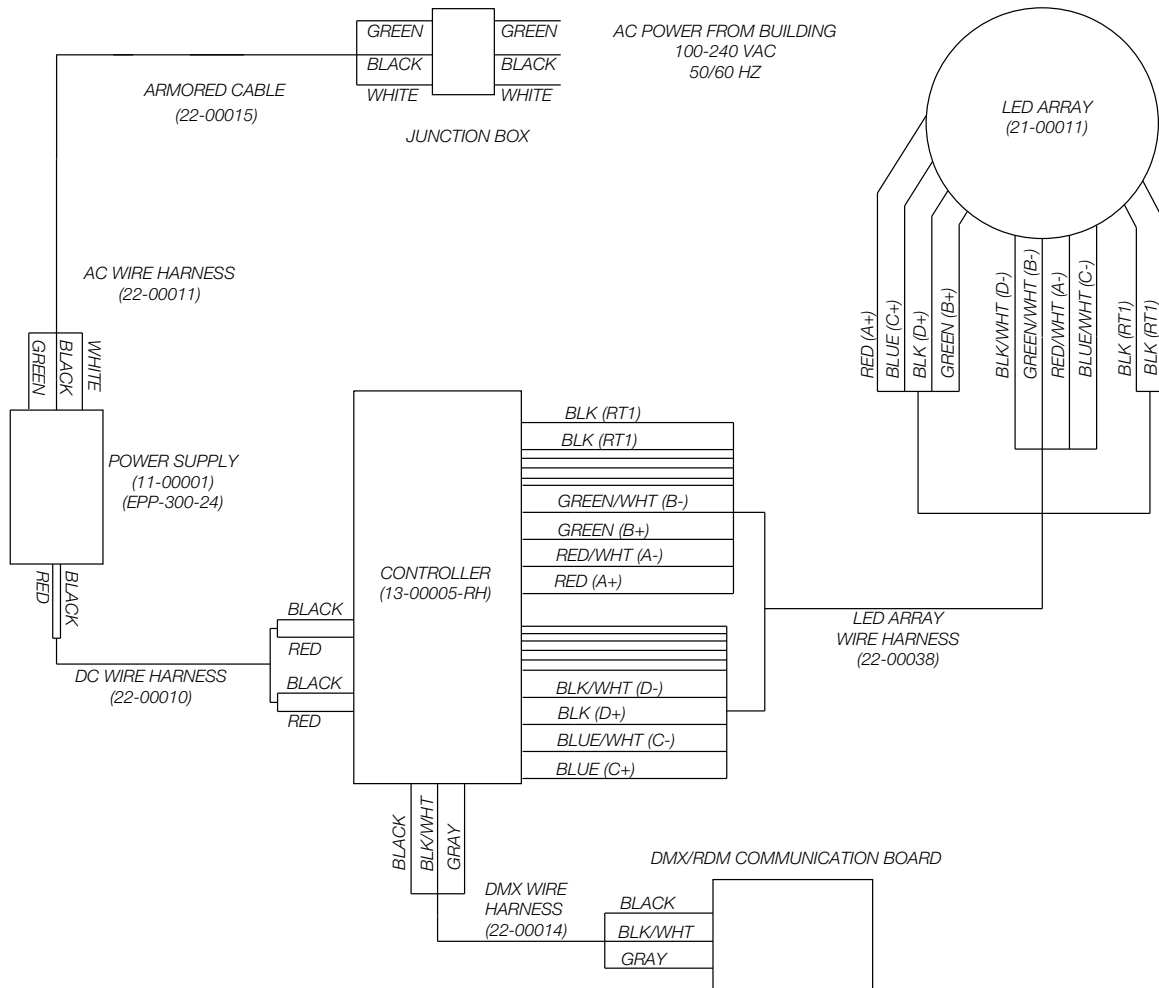 GREEN
BLACK
WHITE
GREEN
BLACK
WHITE
AC POWER FROM BUILDING
100-240 VAC
50/60 HZ
ARMORED CABLE
(22-00015)
JUNCTION BOX
LED ARRAY
(21-00011)
AC WIRE HARNESS
(22-00011)
GREEN
BLACK
WHITE
POWER SUPPLY
(11-00001)
(EPP-300-24)
RED
BLACK
DC WIRE HARNESS
(22-00010)
BLACK
RED
BLACK
RED
CONTROLLER
(13-00005-RH)
BLK (RT1)
BLK (RT1)
GREEN/WHT (B-)
GREEN (B+)
RED/WHT (A-)
RED (A+)
BLK/WHT (D-)
BLK (D+)
BLUE/WHT (C-)
BLUE (C+)
RED (A+)
BLUE (C+)
BLK (D+)
GREEN (B+)
BLK/WHT (D-)
GREEN/WHT (B-)
RED/WHT (A-)
BLUE/WHT (C-)
BLK (RT1)
BLK (RT1)
LED ARRAY
WIRE HARNESS
(22-00038)
BLACK
BLK/WHT
GRAY
DMX WIRE
HARNESS
(22-00014)
DMX/RDM COMMUNICATION BOARD
BLACK
BLK/WHT
GRAY